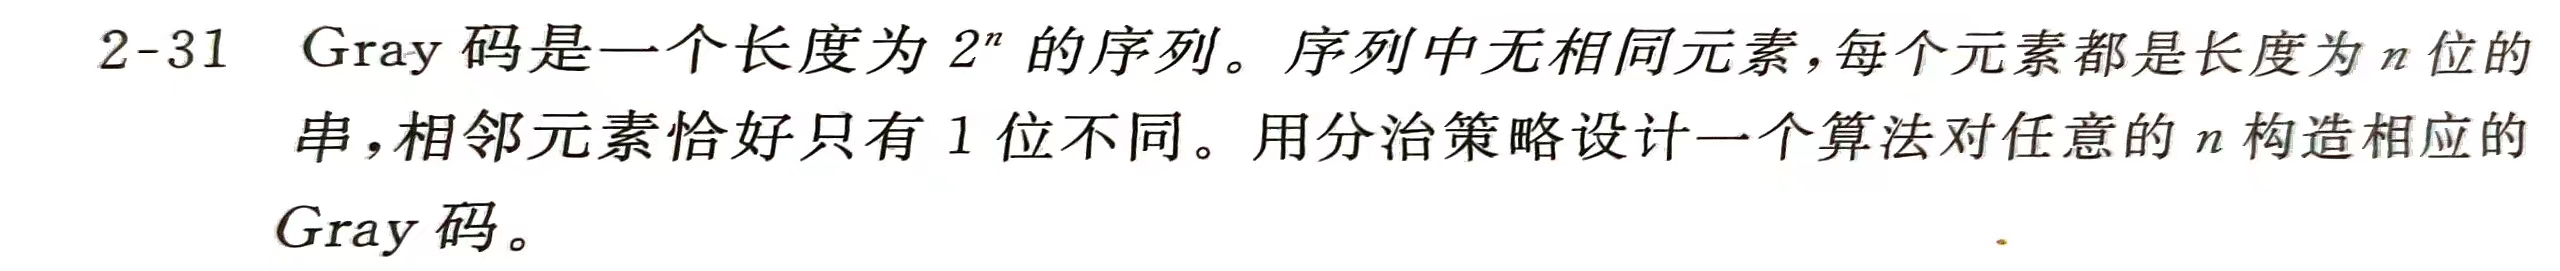 2-31 Gray 码是一个长度为 2ⁿ 的序列。序列中无相同元素,每个元素都是长度为 n 位的
串,相邻元素恰好只有 1 位不同。用分治策略设计一个算法对任意的 n 构造相应的
Gray 码。